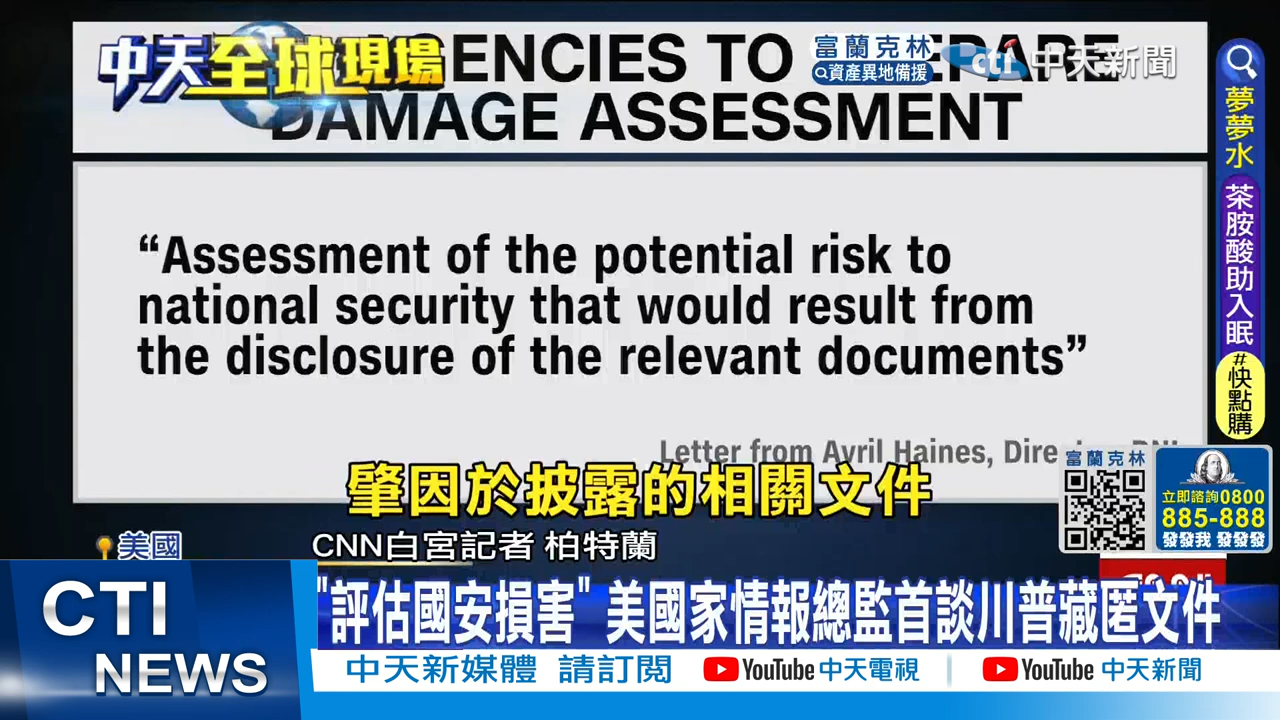 中天全球現場
ENCIES TO
富蘭克林
資產異地備援
cti 中天新聞
DAMAGE ASSESSMENT
“Assessment of the potential risk to
national security that would result from
the disclosure of the relevant documents”
Letter from Avril Haines,
肇因於披露的相關文件
美國
CNN白宮記者 柏特蘭
"評估國安損害" 美國家情報總監首談川普藏匿文件
CTI
NEWS
中天新媒體 請訂閱
YouTube 中天電視
YouTube 中天新聞
夢夢水
茶胺酸助入眠
#快點購
富蘭克林
立即諮詢0800
885-888
發發我 發發發